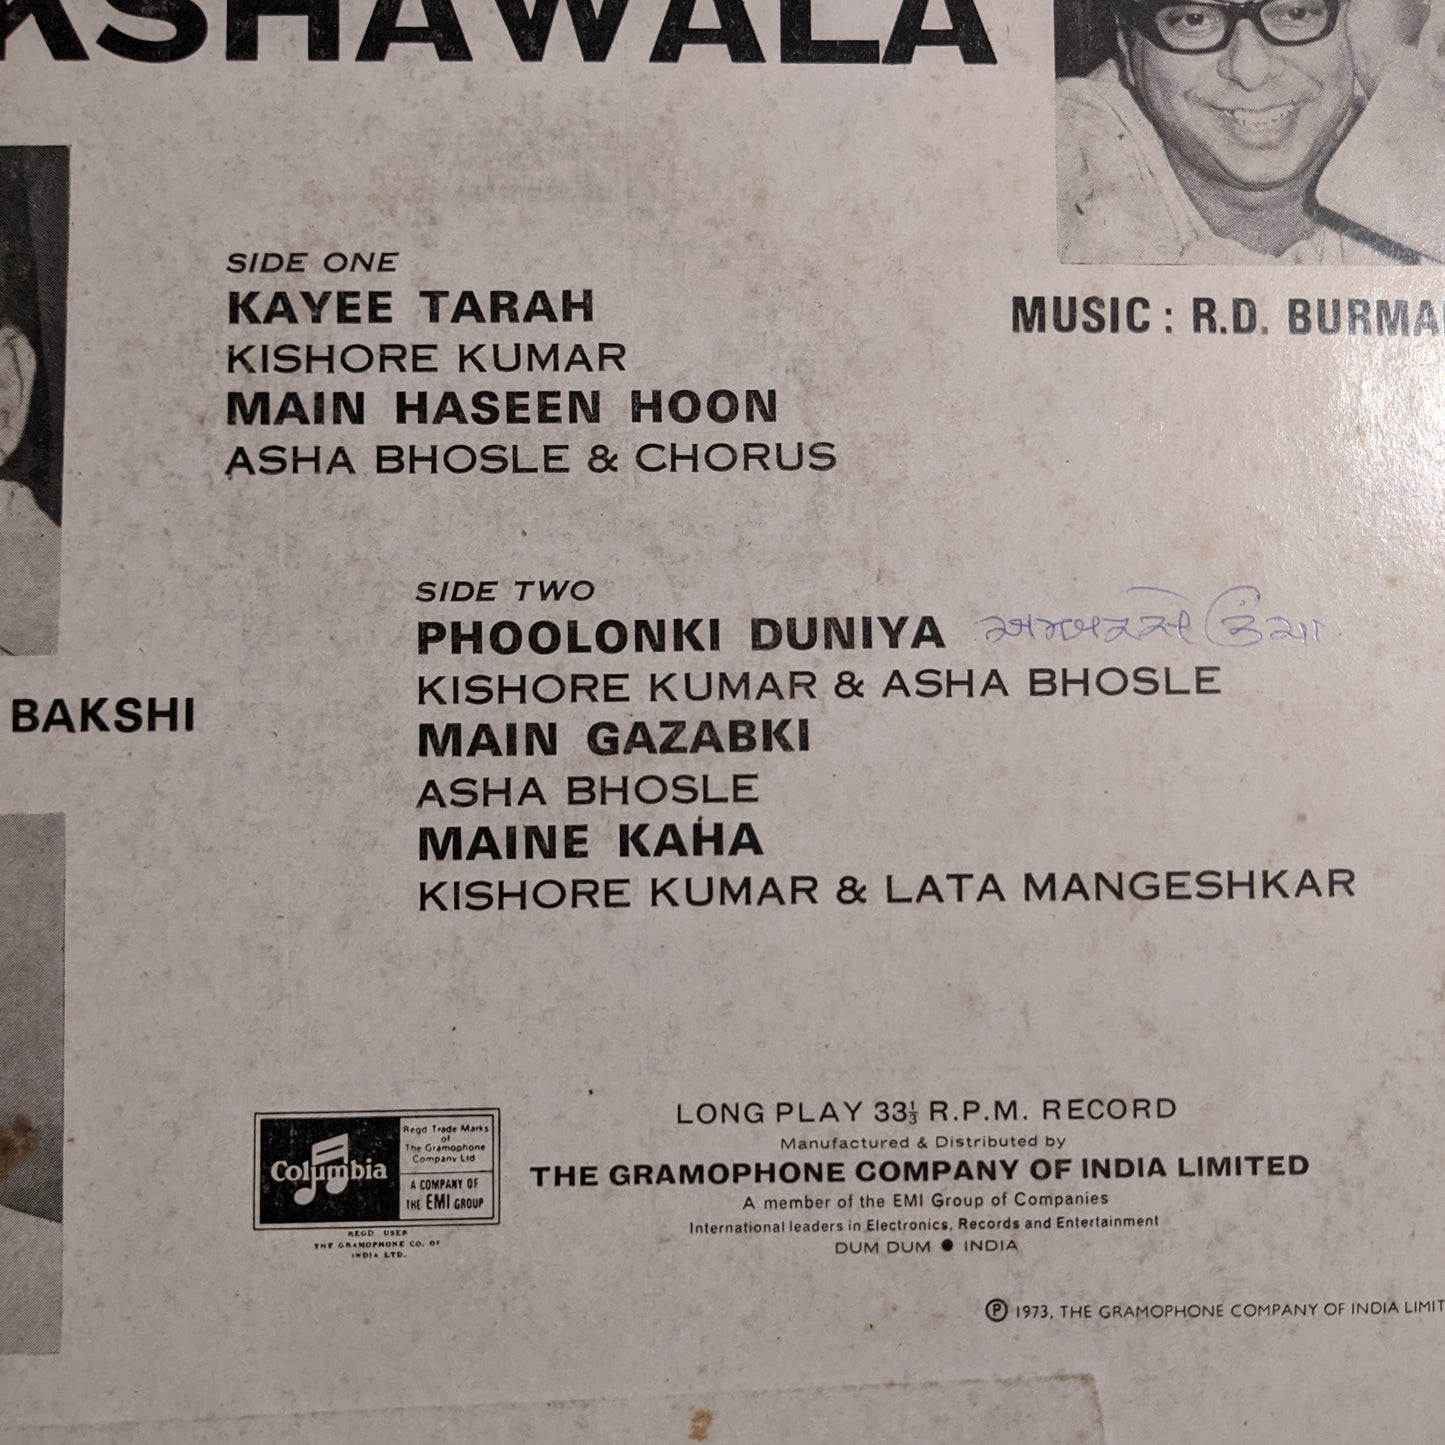 KSHAWALA
SIDE ONE
KAYEE TARAH
KISHORE KUMAR
MAIN HASEEN HOON
ASHA BHOSLE & CHORUS
MUSIC : R.D. BURMA
SIDE TWO
PHOOLONKI DUNIYA
KISHORE KUMAR & ASHA BHOSLE
MAIN GAZABKI
ASHA BHOSLE
MAINE KAHA
KISHORE KUMAR & LATA MANGESHKAR
BAKSHI
Columbia
Regd Trade Marks
of
The Gramophone
Company Ltd
A COMPANY OF
THE EMI GROUP
REGD USER
THE GRAMOPHONE CO. OF
INDIA LTD.
LONG PLAY 33⅓ R.P.M. RECORD
Manufactured & Distributed by
THE GRAMOPHONE COMPANY OF INDIA LIMITED
A member of the EMI Group of Companies
International leaders in Electronics, Records and Entertainment
DUM DUM ● INDIA
Ⓟ 1973, THE GRAMOPHONE COMPANY OF INDIA LIMIT